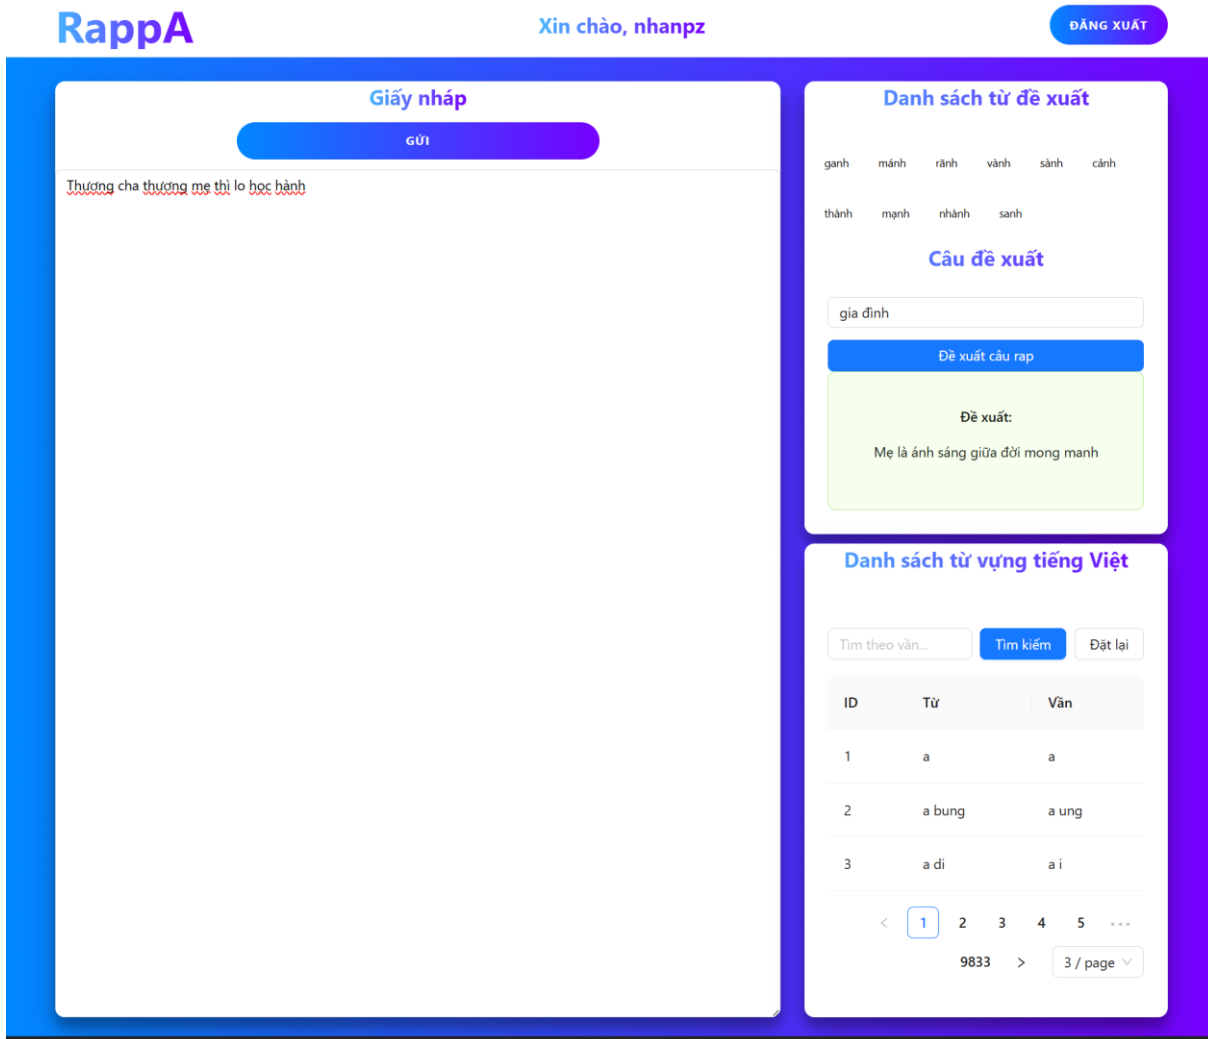 RappA
Xin chào, nhanpz
ĐĂNG XUẤT
Giấy nháp
GỬI
Thương cha thương mẹ thì lo học hành
Danh sách từ đề xuất
ganh mánh rãnh vành sành cảnh
thành mạnh nhành sanh
Câu đề xuất
gia đình
Đề xuất câu rap
Đề xuất:
Mẹ là ánh sáng giữa đời mong manh
Danh sách từ vựng tiếng Việt
Tìm theo vần...
Tìm kiếm
Đặt lại
ID Từ Vần
1 a a
2 a bung a ung
3 a di a i
< 1 2 3 4 5 •••
9833 > 3 / page